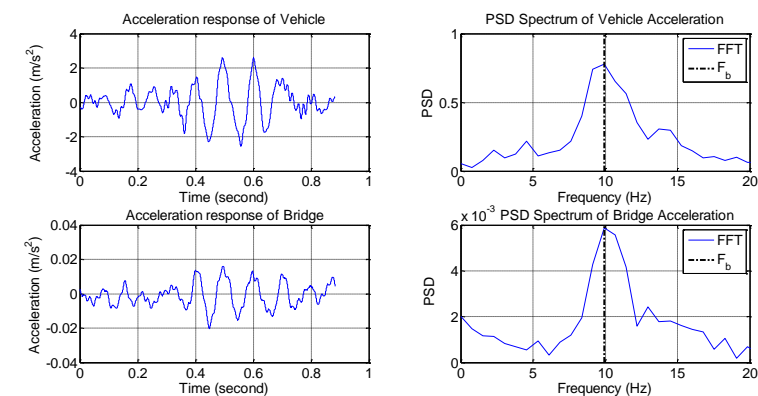 Acceleration response of Vehicle
4
2
0
-2
-4
Acceleration (m/s²)
0 0.2 0.4 0.6 0.8 1
Time (second)
PSD Spectrum of Vehicle Acceleration
1
0.5
0
PSD
FFT
F_b
0 5 10 15 20
Frequency (Hz)
Acceleration response of Bridge
0.04
0.02
0
-0.02
-0.04
Acceleration (m/s²)
0 0.2 0.4 0.6 0.8 1
Time (second)
x 10⁻³ PSD Spectrum of Bridge Acceleration
6
4
2
0
PSD
FFT
F_b
0 5 10 15 20
Frequency (Hz)